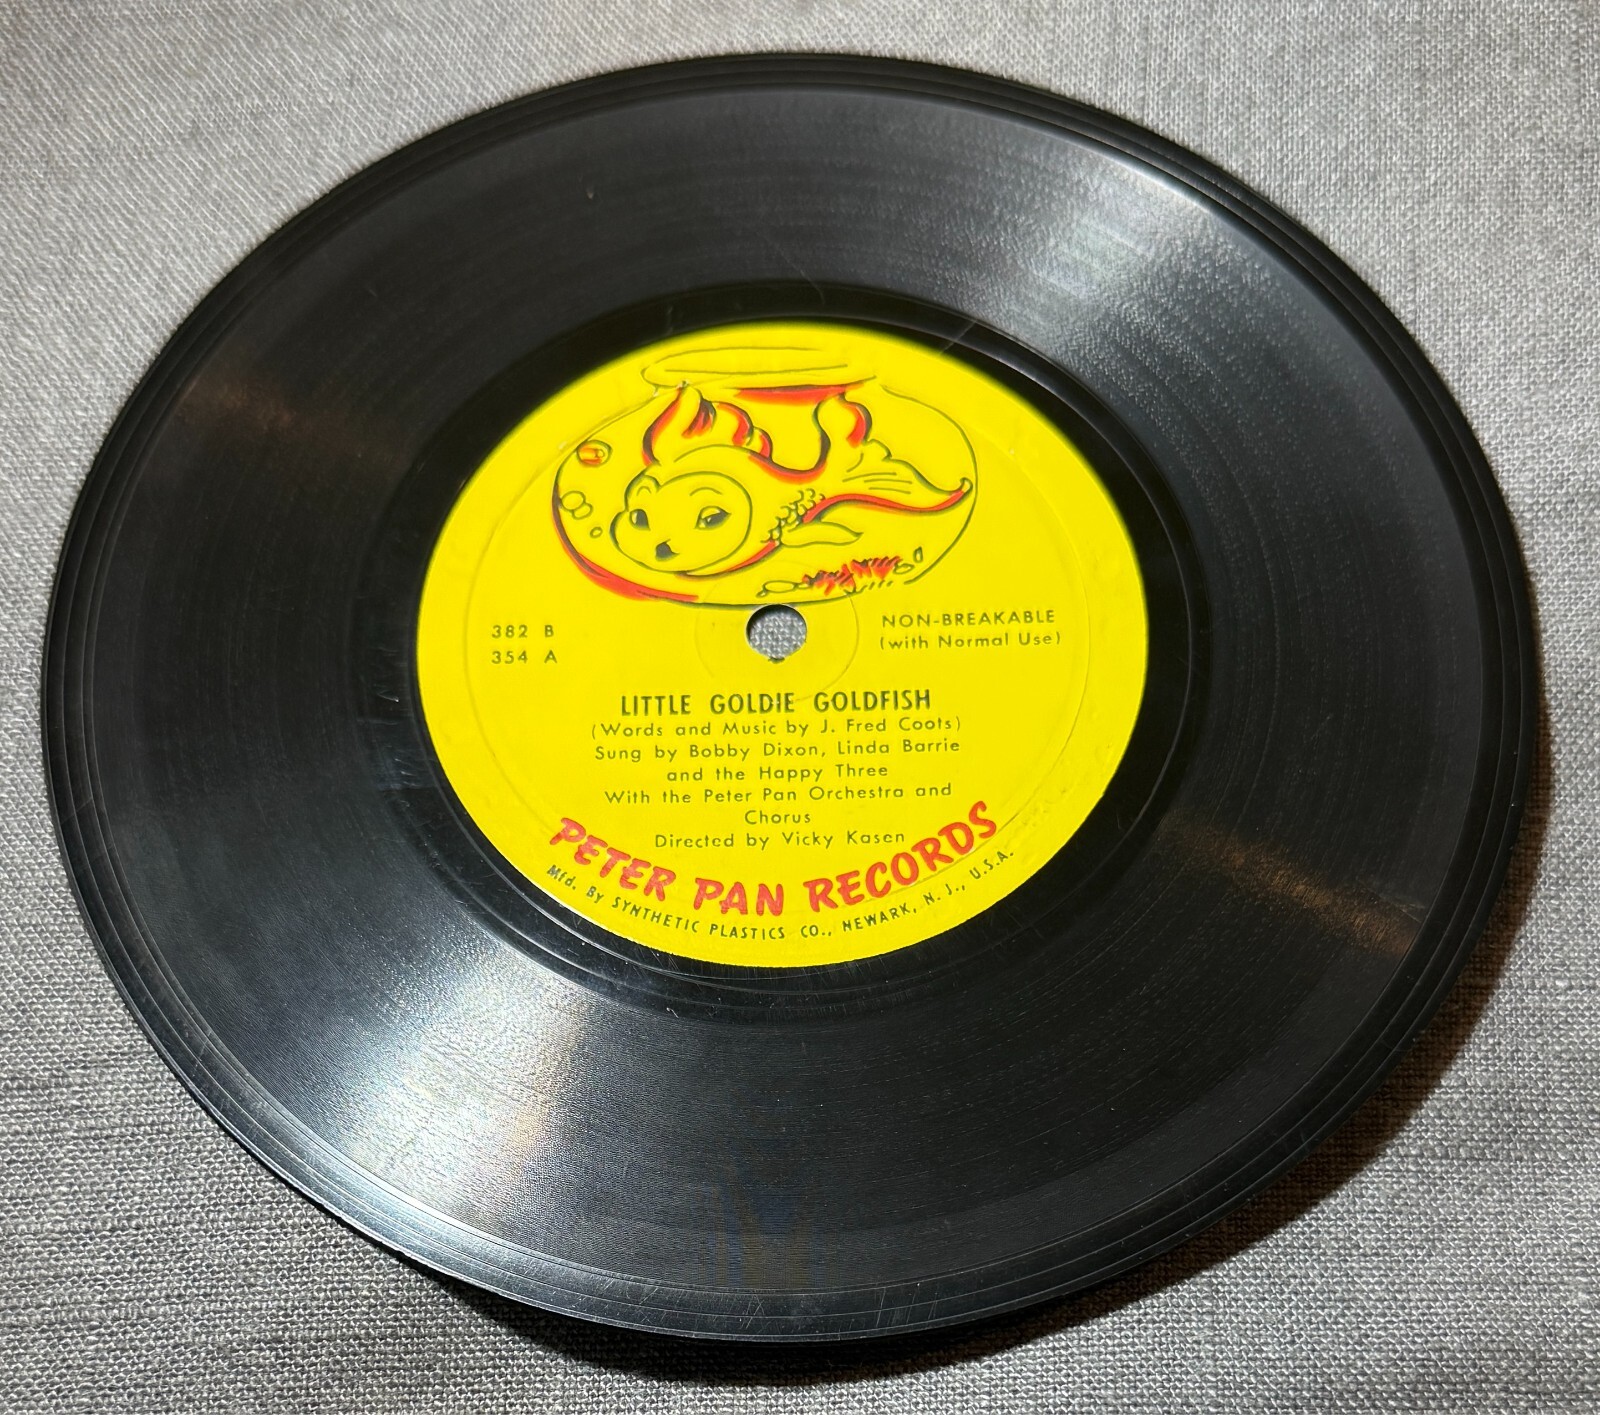 382 B
354 A
NON-BREAKABLE
(with Normal Use)
LITTLE GOLDIE GOLDFISH
(Words and Music by J. Fred Coots)
Sung by Bobby Dixon, Linda Barrie
and the Happy Three
With the Peter Pan Orchestra and
Chorus
Directed by Vicky Kasen
PETER PAN RECORDS
Mfd. By SYNTHETIC PLASTICS CO., NEWARK, N. J., U.S.A.